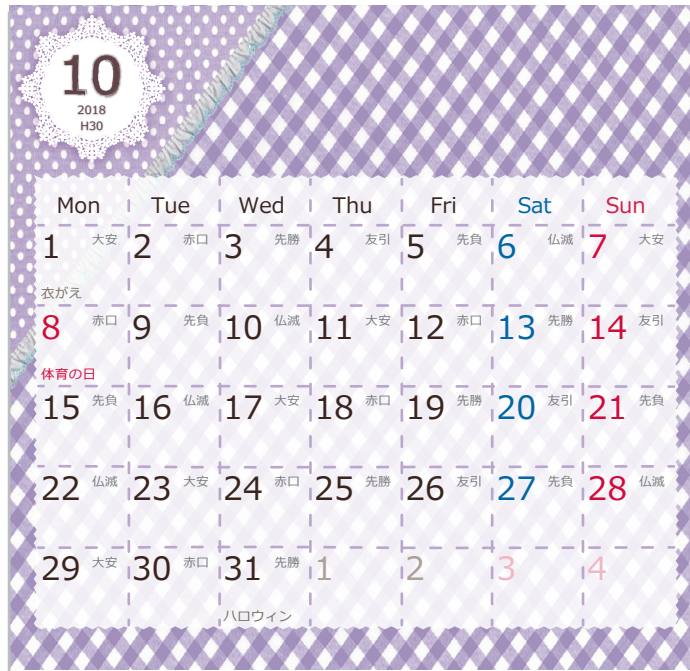 10
2018
H30
Mon Tue Wed Thu Fri Sat Sun
1 大安 2 赤口 3 先勝 4 友引 5 先負 6 仏滅 7 大安
衣がえ
8 赤口 9 先負 10 仏滅 11 大安 12 赤口 13 先勝 14 友引
体育の日
15 先負 16 仏滅 17 大安 18 赤口 19 先勝 20 友引 21 先負
22 仏滅 23 大安 24 赤口 25 先勝 26 友引 27 先負 28 仏滅
29 大安 30 赤口 31 先勝 1 2 3 4
ハロウィン